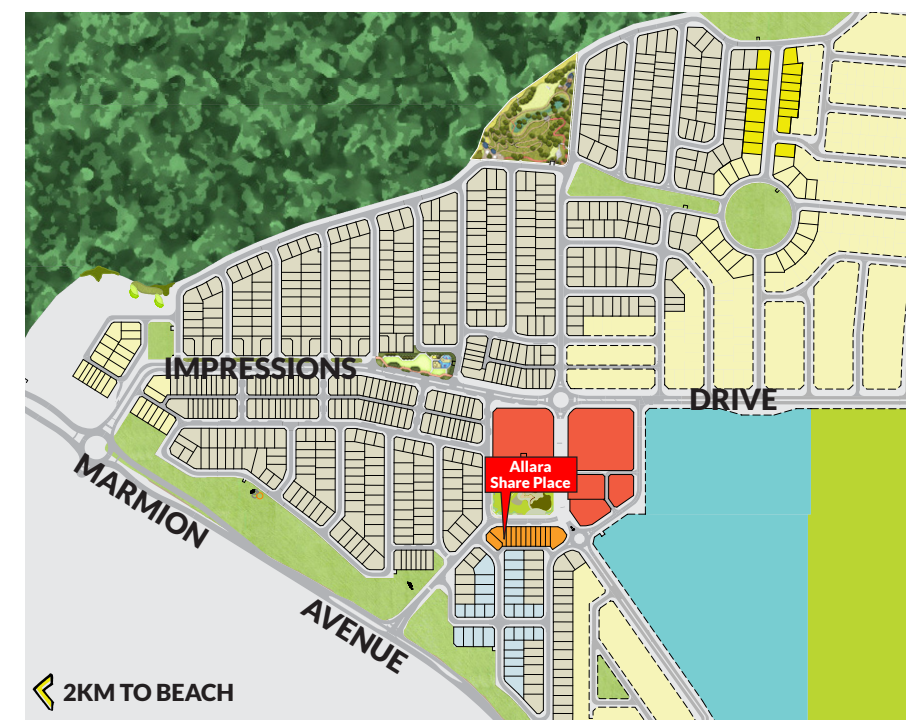 IMPRESSIONS
DRIVE
Allara
Share Place
MARMION
AVENUE
2KM TO BEACH